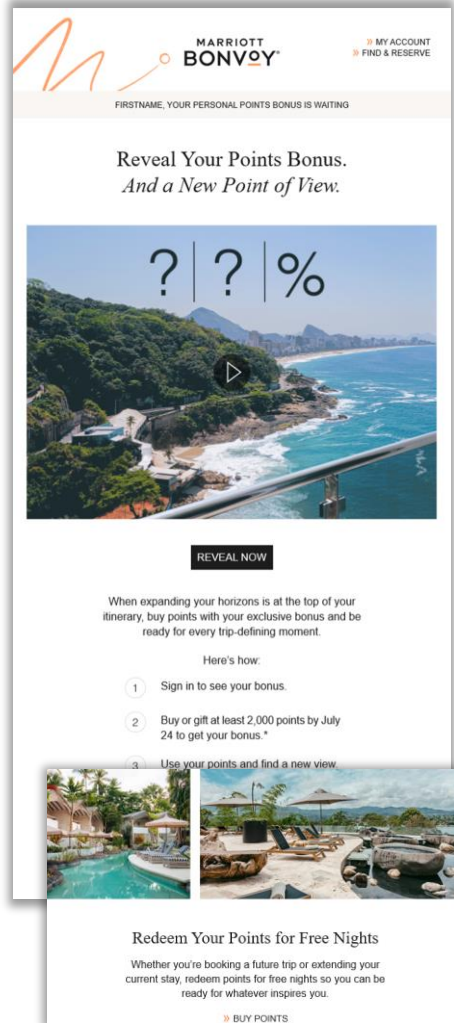 MARRIOTT
BONVOY
» MY ACCOUNT
» FIND & RESERVE
FIRSTNAME, YOUR PERSONAL POINTS BONUS IS WAITING
Reveal Your Points Bonus.
And a New Point of View.
? | ? | %
REVEAL NOW
When expanding your horizons is at the top of your
itinerary, buy points with your exclusive bonus and be
ready for every trip-defining moment.
Here's how:
1 Sign in to see your bonus.
2 Buy or gift at least 2,000 points by July
24 to get your bonus.*
3 Use your points and find a new view.
Redeem Your Points for Free Nights
Whether you're booking a future trip or extending your
current stay, redeem points for free nights so you can be
ready for whatever inspires you.
» BUY POINTS